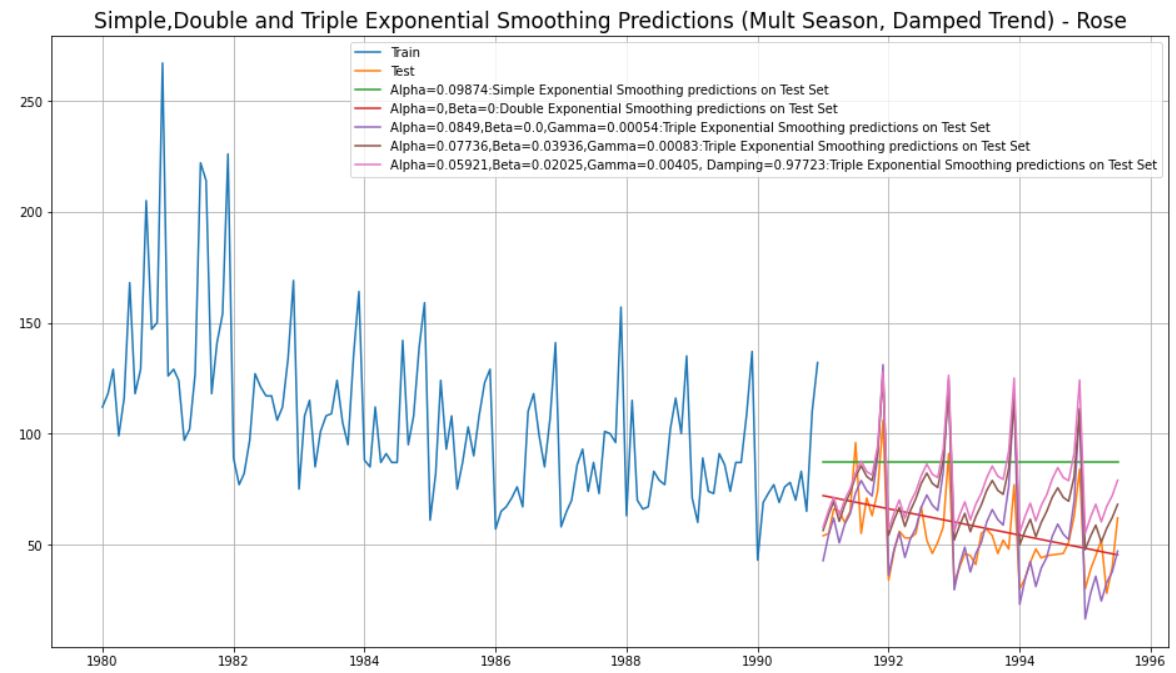 Simple,Double and Triple Exponential Smoothing Predictions (Mult Season, Damped Trend) - Rose
Train
Test
Alpha=0.09874:Simple Exponential Smoothing predictions on Test Set
Alpha=0,Beta=0:Double Exponential Smoothing predictions on Test Set
Alpha=0.0849,Beta=0.0,Gamma=0.00054:Triple Exponential Smoothing predictions on Test Set
Alpha=0.07736,Beta=0.03936,Gamma=0.00083:Triple Exponential Smoothing predictions on Test Set
Alpha=0.05921,Beta=0.02025,Gamma=0.00405, Damping=0.97723:Triple Exponential Smoothing predictions on Test Set
250
200
150
100
50
1980 1982 1984 1986 1988 1990 1992 1994 1996